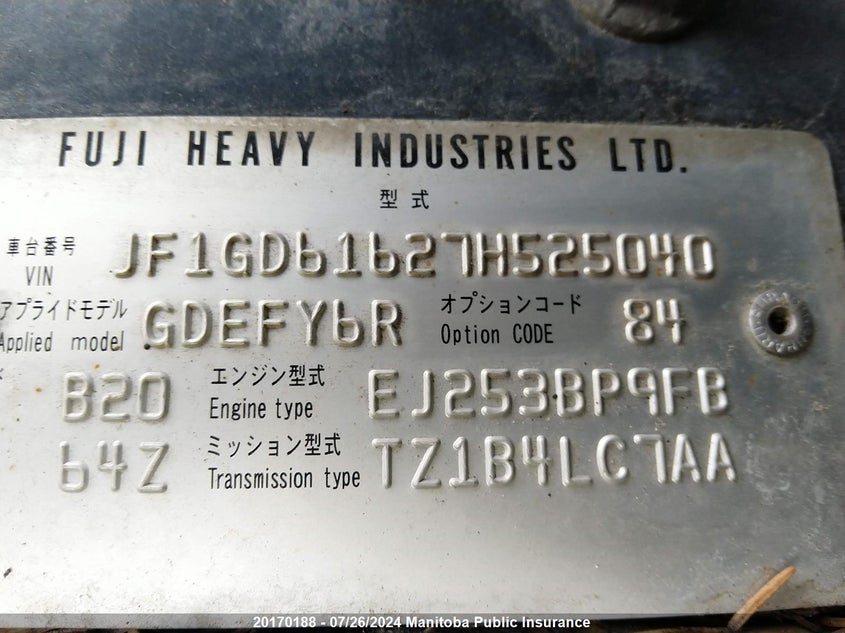 FUJI HEAVY INDUSTRIES LTD.
型式
車台番号 VIN JF1GD61627H525040
アプライドモデル Applied model GDEFY6R オプションコード Option CODE 84
B20 エンジン型式 Engine type EJ253BP9FB
64Z ミッション型式 Transmission type TZ1B4LC7AA
20170188 - 07/26/2024 Manitoba Public Insurance